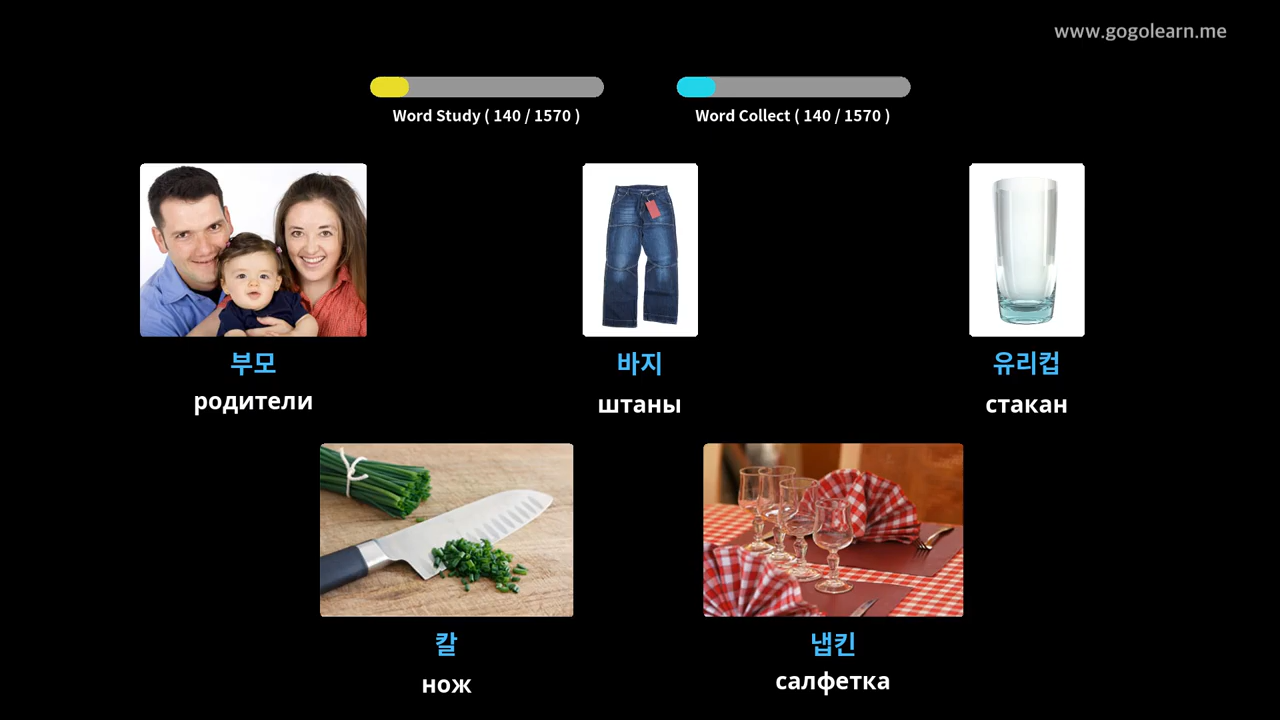 www.gogolearn.me
Word Study ( 140 / 1570 )
Word Collect ( 140 / 1570 )
부모
바지
유리컵
родители
штаны
стакан
칼
냅킨
нож
салфетка